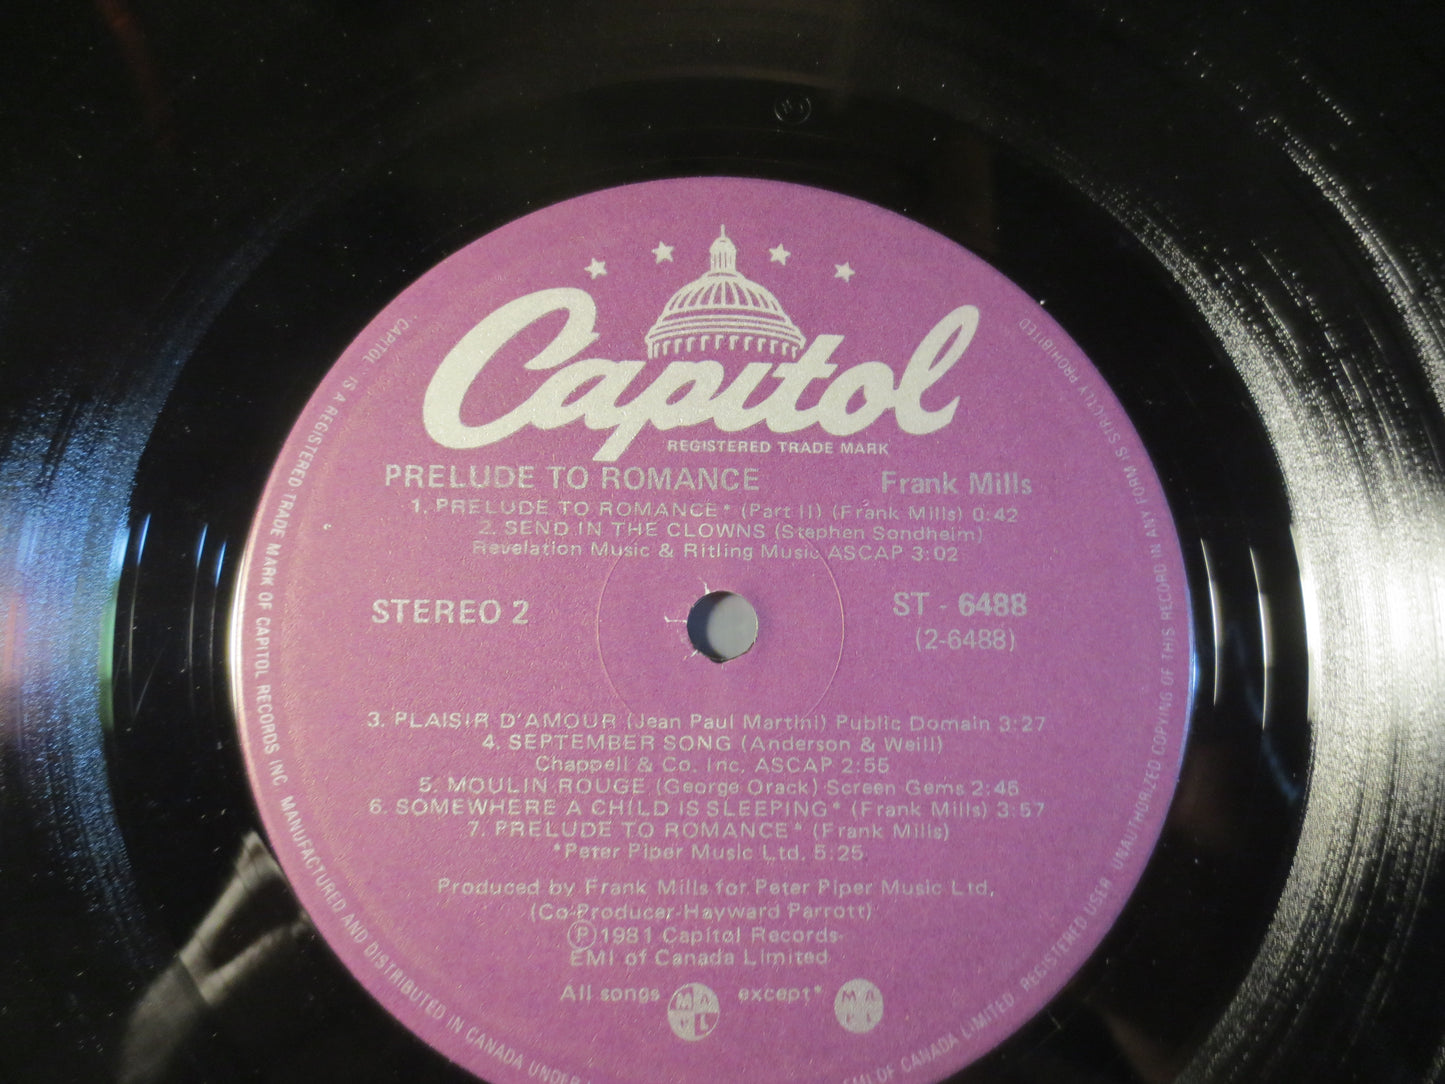 Capitol
REGISTERED TRADE MARK
PRELUDE TO ROMANCE Frank Mills
1. PRELUDE TO ROMANCE* (Part II) (Frank Mills) 0:42
2. SEND IN THE CLOWNS (Stephen Sondheim)
Revelation Music & Ritling Music ASCAP 3:02
STEREO 2 ST - 6488
(2-6488)
3. PLAISIR D'AMOUR (Jean Paul Martini) Public Domain 3:27
4. SEPTEMBER SONG (Anderson & Weill)
Chappell & Co. Inc. ASCAP 2:55
5. MOULIN ROUGE (George Orack) Screen Gems 2:45
6. SOMEWHERE A CHILD IS SLEEPING* (Frank Mills) 3:57
7. PRELUDE TO ROMANCE* (Frank Mills)
*Peter Piper Music Ltd. 5:25
Produced by Frank Mills for Peter Piper Music Ltd.
(Co-Producer-Hayward Parrott)
Ⓟ 1981 Capitol Records-
EMI of Canada Limited
All songs MAPL except* MAPL
"CAPITOL" IS A REGISTERED TRADE MARK OF CAPITOL RECORDS INC. MANUFACTURED AND DISTRIBUTED IN CANADA UNDER
EMI OF CANADA LIMITED. REGISTERED USER. UNAUTHORIZED COPYING OF THIS RECORD IN ANY FORM IS STRICTLY PROHIBITED